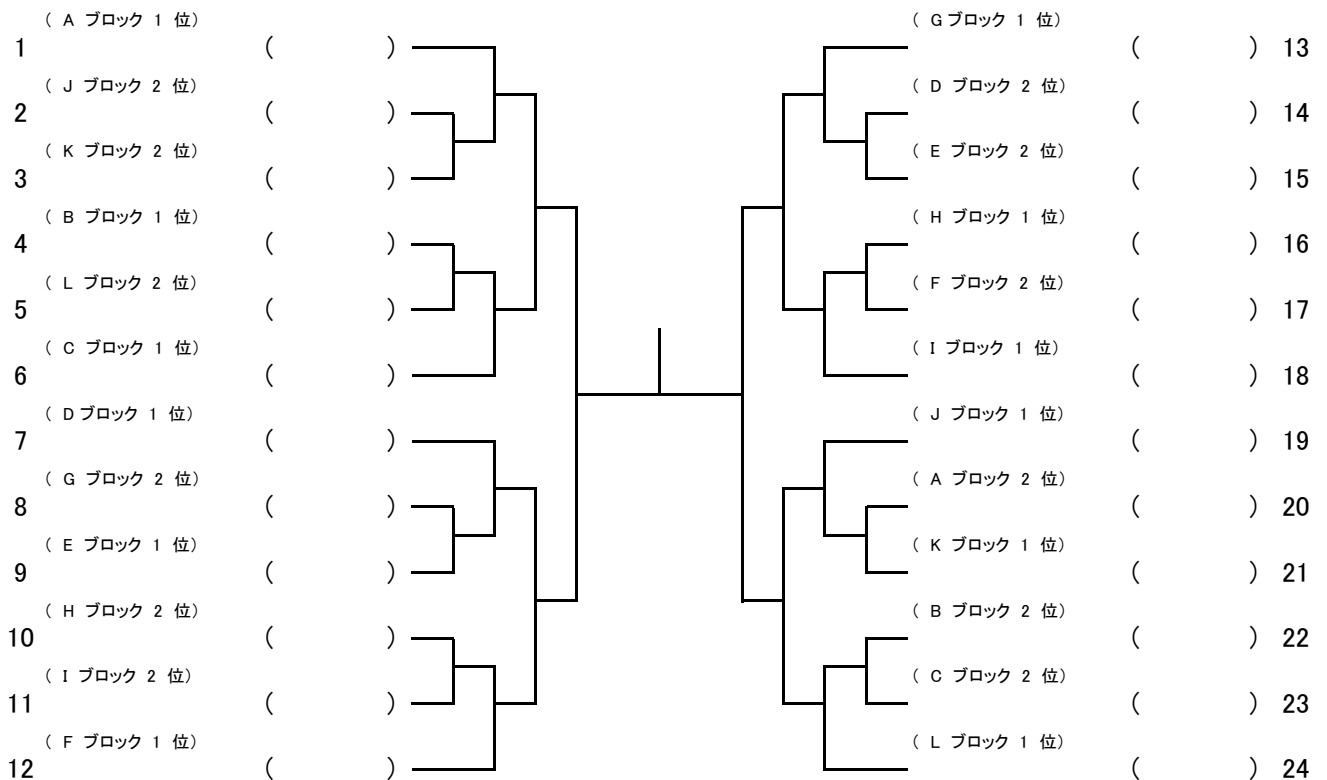 ( A ブロック 1 位)
1 ( )
( J ブロック 2 位)
2 ( )
( K ブロック 2 位)
3 ( )
( B ブロック 1 位)
4 ( )
( L ブロック 2 位)
5 ( )
( C ブロック 1 位)
6 ( )
( D ブロック 1 位)
7 ( )
( G ブロック 2 位)
8 ( )
( E ブロック 1 位)
9 ( )
( H ブロック 2 位)
10 ( )
( I ブロック 2 位)
11 ( )
( F ブロック 1 位)
12 ( )
( G ブロック 1 位)
( ) 13
( D ブロック 2 位)
( ) 14
( E ブロック 2 位)
( ) 15
( H ブロック 1 位)
( ) 16
( F ブロック 2 位)
( ) 17
( I ブロック 1 位)
( ) 18
( J ブロック 1 位)
( ) 19
( A ブロック 2 位)
( ) 20
( K ブロック 1 位)
( ) 21
( B ブロック 2 位)
( ) 22
( C ブロック 2 位)
( ) 23
( L ブロック 1 位)
( ) 24